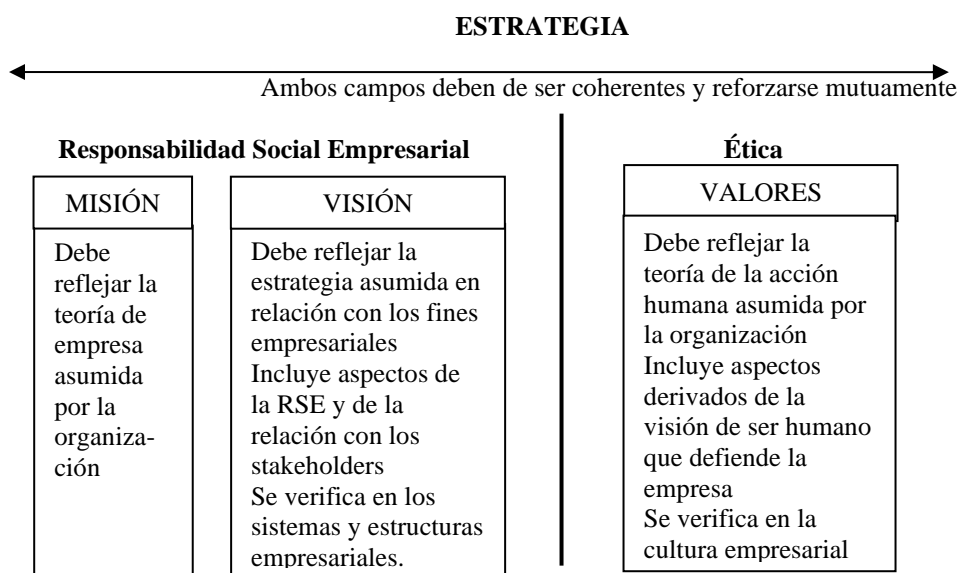 ESTRATEGIA
Ambos campos deben de ser coherentes y reforzarse mutuamente
Responsabilidad Social Empresarial
MISIÓN
Debe
reflejar la
teoría de
empresa
asumida
por la
organiza-
ción
VISIÓN
Debe reflejar la
estrategia asumida en
relación con los fines
empresariales
Incluye aspectos de
la RSE y de la
relación con los
stakeholders
Se verifica en los
sistemas y estructuras
empresariales.
Ética
VALORES
Debe reflejar la
teoría de la acción
humana asumida por
la organización
Incluye aspectos
derivados de la
visión de ser humano
que defiende la
empresa
Se verifica en la
cultura empresarial